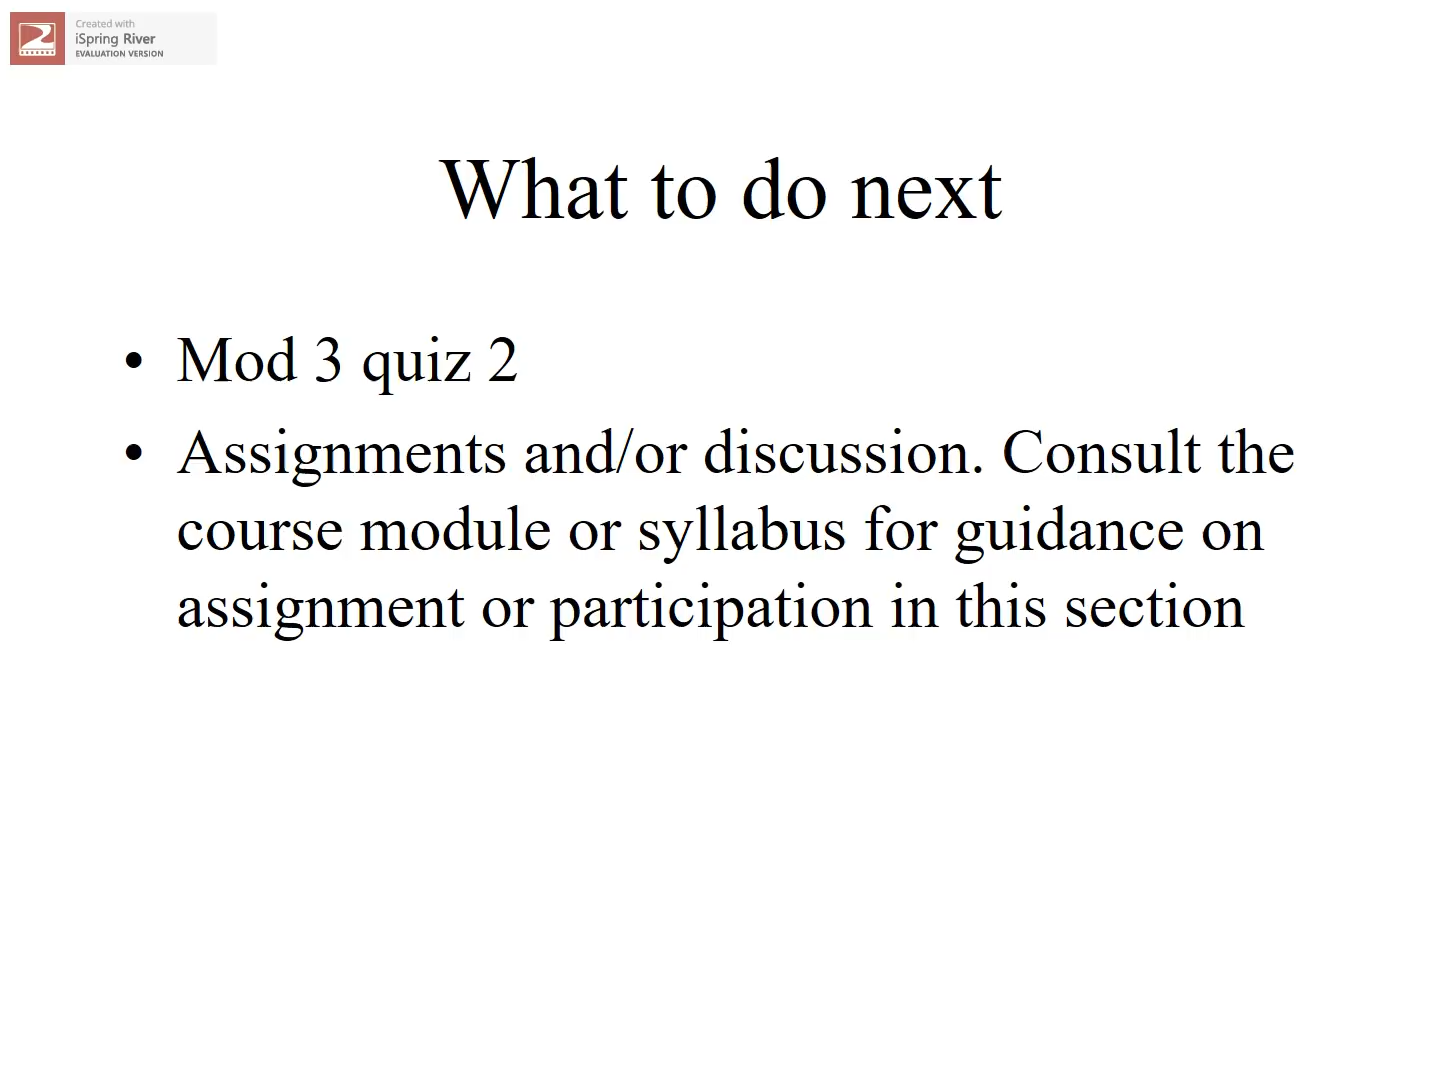 Created with
iSpring River
EVALUATION VERSION
What to do next
• Mod 3 quiz 2
• Assignments and/or discussion. Consult the
course module or syllabus for guidance on
assignment or participation in this section